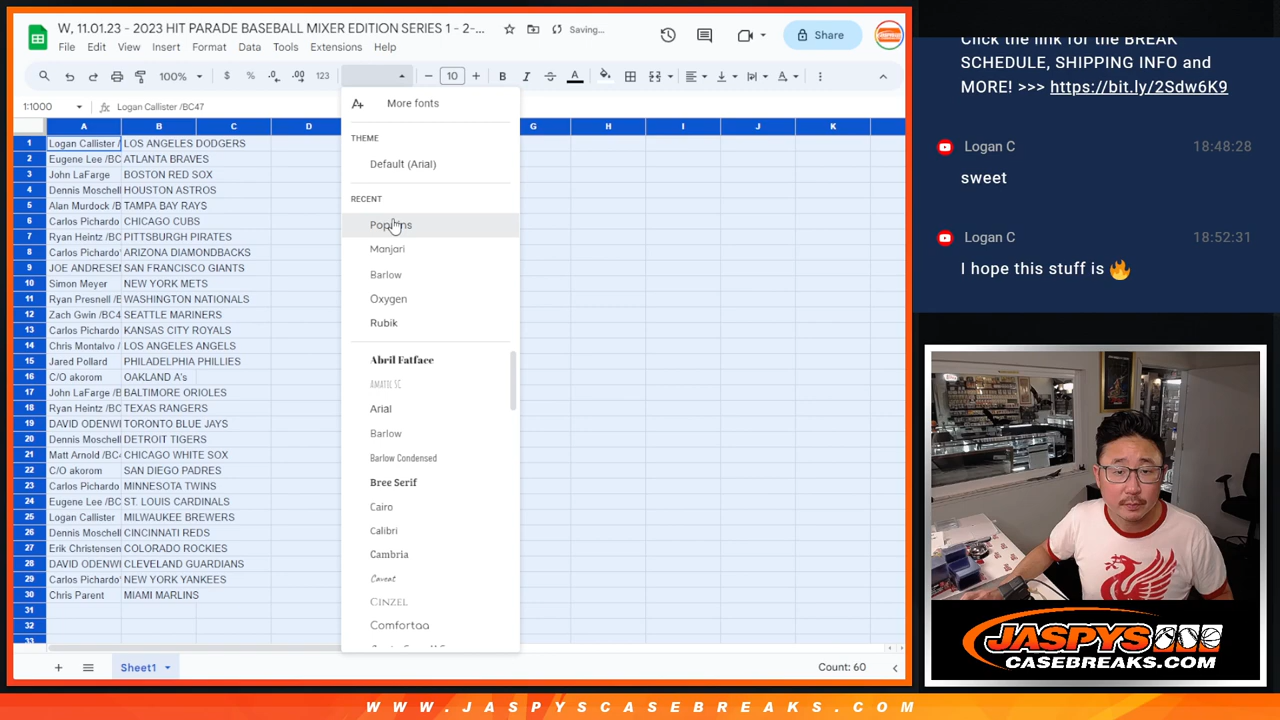 W, 11.01.23 - 2023 HIT PARADE BASEBALL MIXER EDITION SERIES 1 - 2-...
Saving...
File Edit View Insert Format Data Tools Extensions Help
Share
100%
$ % .0 .00 123
10
1:1000
Logan Callister /BC47
A B C D G H I J K
1 Logan Callister / LOS ANGELES DODGERS
2 Eugene Lee /BC ATLANTA BRAVES
3 John LaFarge BOSTON RED SOX
4 Dennis Moschell HOUSTON ASTROS
5 Alan Murdock /B TAMPA BAY RAYS
6 Carlos Pichardo CHICAGO CUBS
7 Ryan Heintz /BC PITTSBURGH PIRATES
8 Carlos Pichardo ARIZONA DIAMONDBACKS
9 JOE ANDRESEN SAN FRANCISCO GIANTS
10 Simon Meyer NEW YORK METS
11 Ryan Presnell /B WASHINGTON NATIONALS
12 Zach Gwin /BC4 SEATTLE MARINERS
13 Carlos Pichardo KANSAS CITY ROYALS
14 Chris Montalvo / LOS ANGELS ANGELS
15 Jared Pollard PHILADELPHIA PHILLIES
16 C/O akorom OAKLAND A's
17 John LaFarge /B BALTIMORE ORIOLES
18 Ryan Heintz /BC TEXAS RANGERS
19 DAVID ODENWI TORONTO BLUE JAYS
20 Dennis Moschell DETROIT TIGERS
21 Matt Arnold /BC4 CHICAGO WHITE SOX
22 C/O akorom SAN DIEGO PADRES
23 Carlos Pichardo MINNESOTA TWINS
24 Eugene Lee /BC ST. LOUIS CARDINALS
25 Logan Callister MILWAUKEE BREWERS
26 Dennis Moschell CINCINNATI REDS
27 Erik Christensen COLORADO ROCKIES
28 DAVID ODENWI CLEVELAND GUARDIANS
29 Carlos Pichardo NEW YORK YANKEES
30 Chris Parent MIAMI MARLINS
31
32
33
More fonts
THEME
Default (Arial)
RECENT
Poppins
Manjari
Barlow
Oxygen
Rubik
Abril Fatface
AMATIC SC
Arial
Barlow
Barlow Condensed
Bree Serif
Cairo
Calibri
Cambria
Caveat
CINZEL
Comfortaa
Sheet1
Count: 60
Click the link for the BREAK
SCHEDULE, SHIPPING INFO and
MORE! >>> https://bit.ly/2Sdw6K9
Logan C 18:48:28
sweet
Logan C 18:52:31
I hope this stuff is 🔥
JASPYS
CASEBREAKS.COM
WWW.JASPYSCASEBREAKS.COM